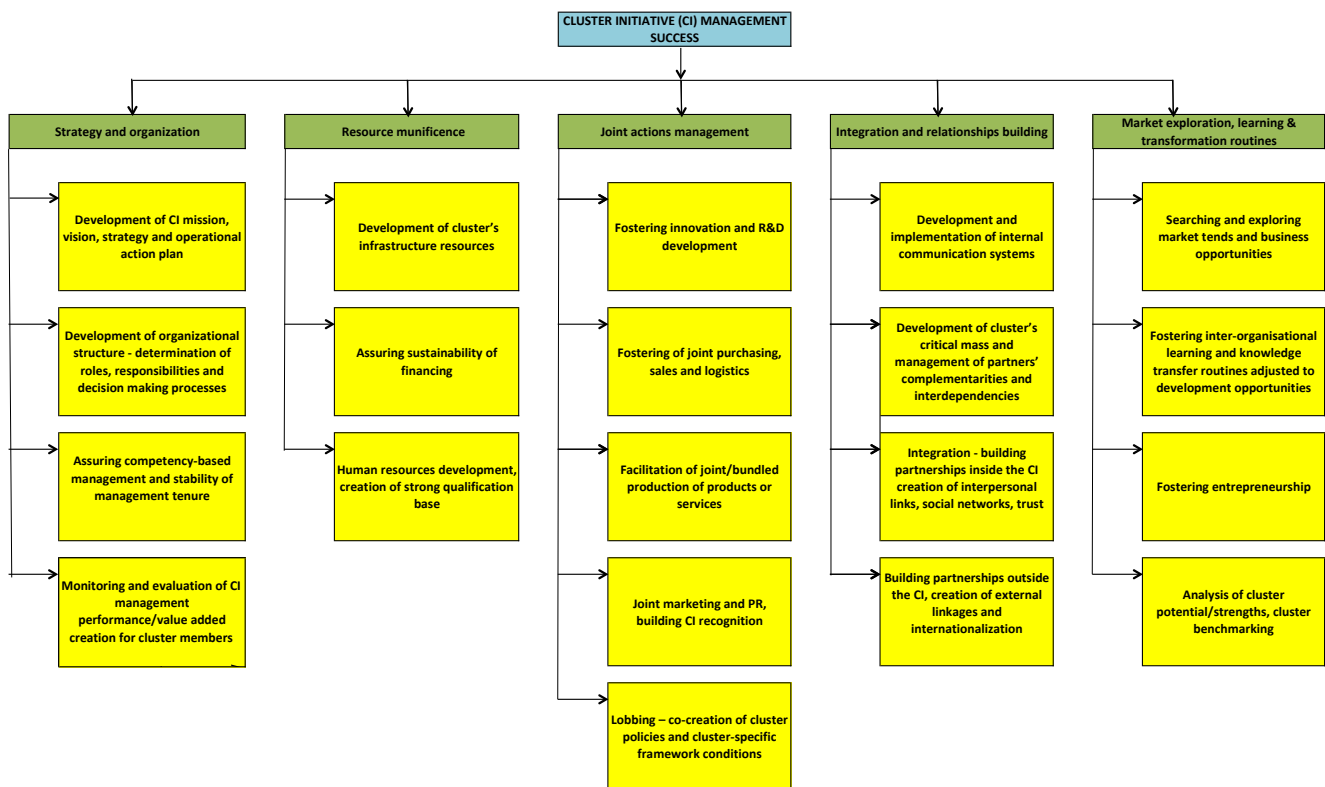 CLUSTER INITIATIVE (CI) MANAGEMENT
SUCCESS
Strategy and organization
Resource munificence
Joint actions management
Integration and relationships building
Market exploration, learning &
transformation routines
Development of CI mission,
vision, strategy and operational
action plan
Development of cluster's
infrastructure resources
Fostering innovation and R&D
development
Development and
implementation of internal
communication systems
Searching and exploring
market tends and business
opportunities
Development of organizational
structure - determination of
roles, responsibilities and
decision making processes
Assuring sustainability of
financing
Fostering of joint purchasing,
sales and logistics
Development of cluster's
critical mass and
management of partners'
complementarities and
interdependencies
Fostering inter-organisational
learning and knowledge
transfer routines adjusted to
development opportunities
Assuring competency-based
management and stability of
management tenure
Human resources development,
creation of strong qualification
base
Facilitation of joint/bundled
production of products or
services
Integration - building
partnerships inside the CI
creation of interpersonal
links, social networks, trust
Fostering entrepreneurship
Monitoring and evaluation of CI
management
performance/value added
creation for cluster members
Joint marketing and PR,
building CI recognition
Building partnerships outside
the CI, creation of external
linkages and
internationalization
Analysis of cluster
potential/strengths, cluster
benchmarking
Lobbing – co-creation of cluster
policies and cluster-specific
framework conditions